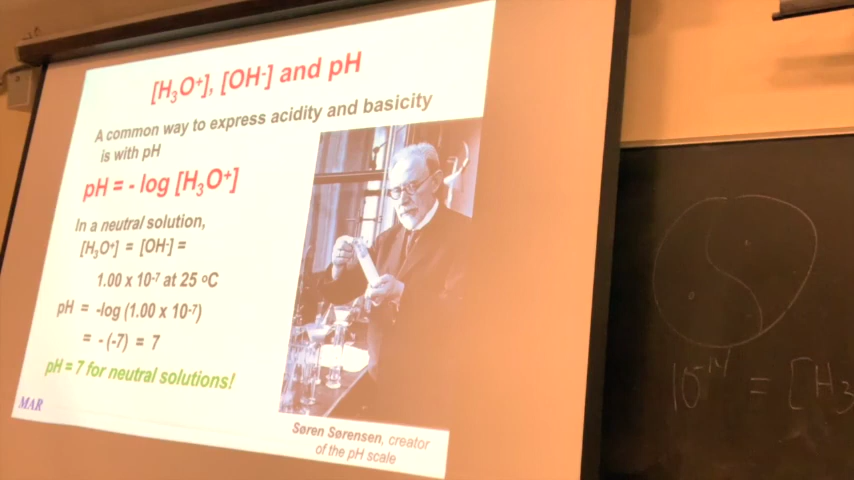 [H₃O⁺], [OH⁻] and pH
A common way to express acidity and basicity
is with pH
pH = - log [H₃O⁺]
In a neutral solution,
[H₃O⁺] = [OH⁻] =
1.00 x 10⁻⁷ at 25 ºC
pH = -log (1.00 x 10⁻⁷)
= - (-7) = 7
pH = 7 for neutral solutions!
MAR
Søren Sørensen, creator
of the pH scale
10⁻¹⁴ = [H₃